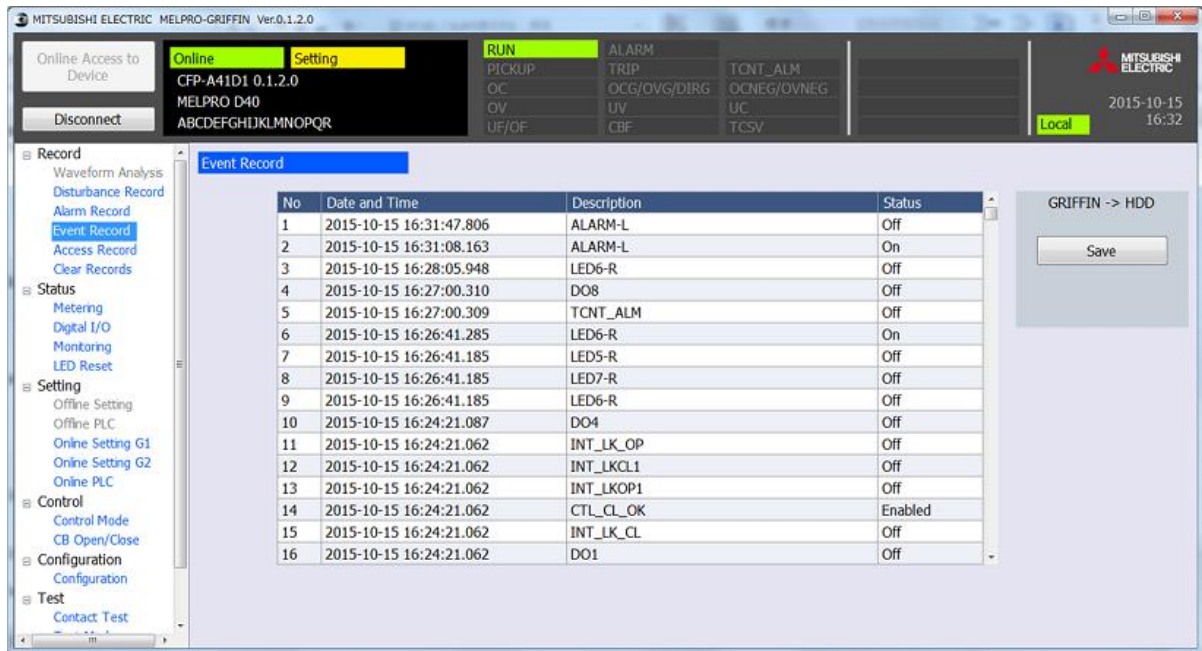 MITSUBISHI ELECTRIC MELPRO-GRIFFIN Ver.0.1.2.0
Online Access to
Device
Disconnect
Online Setting
CFP-A41D1 0.1.2.0
MELPRO D40
ABCDEFGHIJKLMNOPQR
RUN ALARM
PICKUP TRIP TCNT_ALM
OC OCG/OVG/DIRG OCNEG/OVNEG
OV UV UC
UF/OF CBF TCSV
MITSUBISHI
ELECTRIC
2015-10-15
Local 16:32
Record
Waveform Analysis
Disturbance Record
Alarm Record
Event Record
Access Record
Clear Records
Status
Metering
Digital I/O
Monitoring
LED Reset
Setting
Offline Setting
Offline PLC
Online Setting G1
Online Setting G2
Online PLC
Control
Control Mode
CB Open/Close
Configuration
Configuration
Test
Contact Test
Event Record
No Date and Time Description Status
1 2015-10-15 16:31:47.806 ALARM-L Off
2 2015-10-15 16:31:08.163 ALARM-L On
3 2015-10-15 16:28:05.948 LED6-R Off
4 2015-10-15 16:27:00.310 DO8 Off
5 2015-10-15 16:27:00.309 TCNT_ALM Off
6 2015-10-15 16:26:41.285 LED6-R On
7 2015-10-15 16:26:41.185 LED5-R Off
8 2015-10-15 16:26:41.185 LED7-R Off
9 2015-10-15 16:26:41.185 LED6-R Off
10 2015-10-15 16:24:21.087 DO4 Off
11 2015-10-15 16:24:21.062 INT_LK_OP Off
12 2015-10-15 16:24:21.062 INT_LKCL1 Off
13 2015-10-15 16:24:21.062 INT_LKOP1 Off
14 2015-10-15 16:24:21.062 CTL_CL_OK Enabled
15 2015-10-15 16:24:21.062 INT_LK_CL Off
16 2015-10-15 16:24:21.062 DO1 Off
GRIFFIN -> HDD
Save